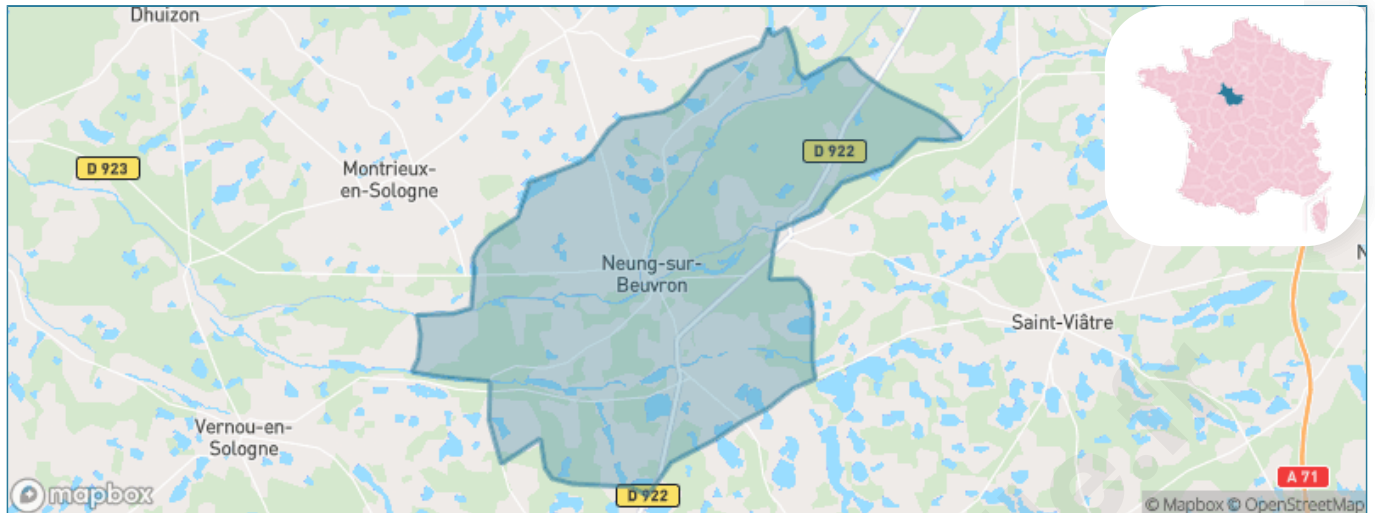 Dhuizon
D 922
D 923
Montrieux-
en-Sologne
Neung-sur-
Beuvron
Saint-Viâtre
Vernou-en-
Sologne
A 71
D 922
mapbox
© Mapbox © OpenStreetMap